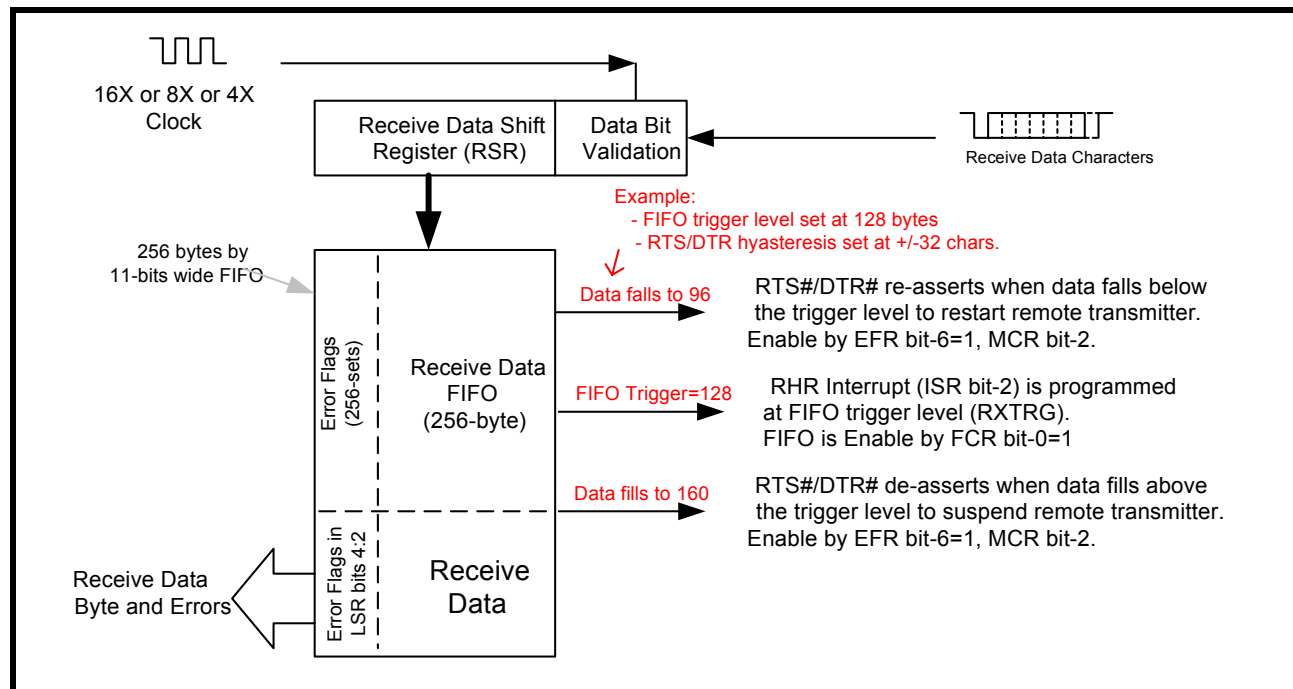 16X or 8X or 4X
Clock
Receive Data Shift
Register (RSR)
Data Bit
Validation
Receive Data Characters
Example:
- FIFO trigger level set at 128 bytes
- RTS/DTR hyasteresis set at +/-32 chars.
256 bytes by
11-bits wide FIFO
Error Flags
(256-sets)
Receive Data
FIFO
(256-byte)
Data falls to 96
RTS#/DTR# re-asserts when data falls below
the trigger level to restart remote transmitter.
Enable by EFR bit-6=1, MCR bit-2.
FIFO Trigger=128
RHR Interrupt (ISR bit-2) is programmed
at FIFO trigger level (RXTRG).
FIFO is Enable by FCR bit-0=1
Data fills to 160
RTS#/DTR# de-asserts when data fills above
the trigger level to suspend remote transmitter.
Enable by EFR bit-6=1, MCR bit-2.
Error Flags in
LSR bits 4:2
Receive
Data
Receive Data
Byte and Errors